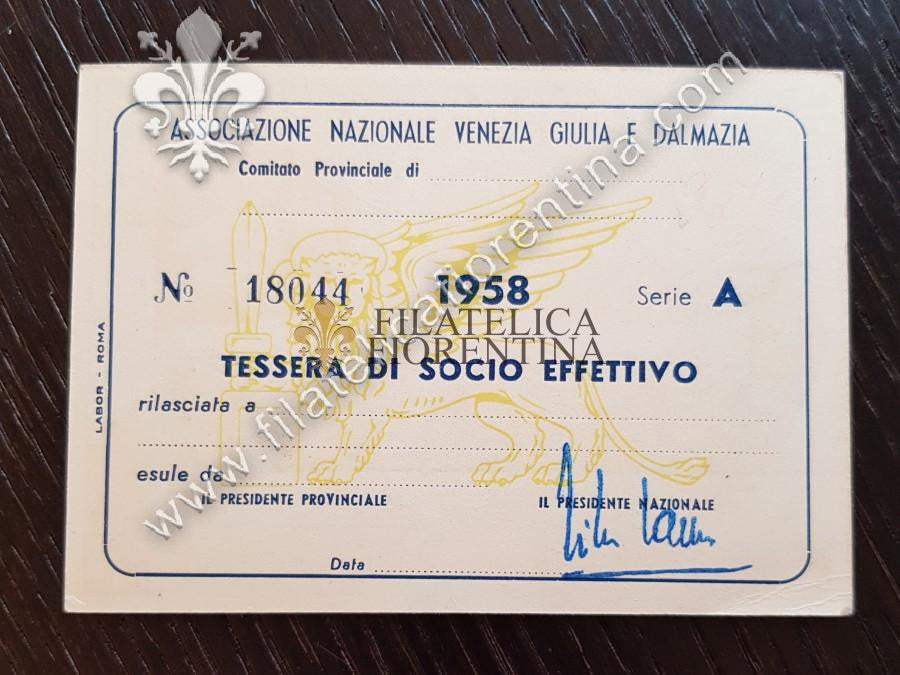 ASSOCIAZIONE NAZIONALE VENEZIA GIULIA E DALMAZIA
Comitato Provinciale di
No 18044 1958 Serie A
FILATELICA
FIORENTINA
TESSERA DI SOCIO EFFETTIVO
rilasciata a
esule da
IL PRESIDENTE PROVINCIALE IL PRESIDENTE NAZIONALE
Data
LABOR - ROMA
www.filatelicafiorentina.com